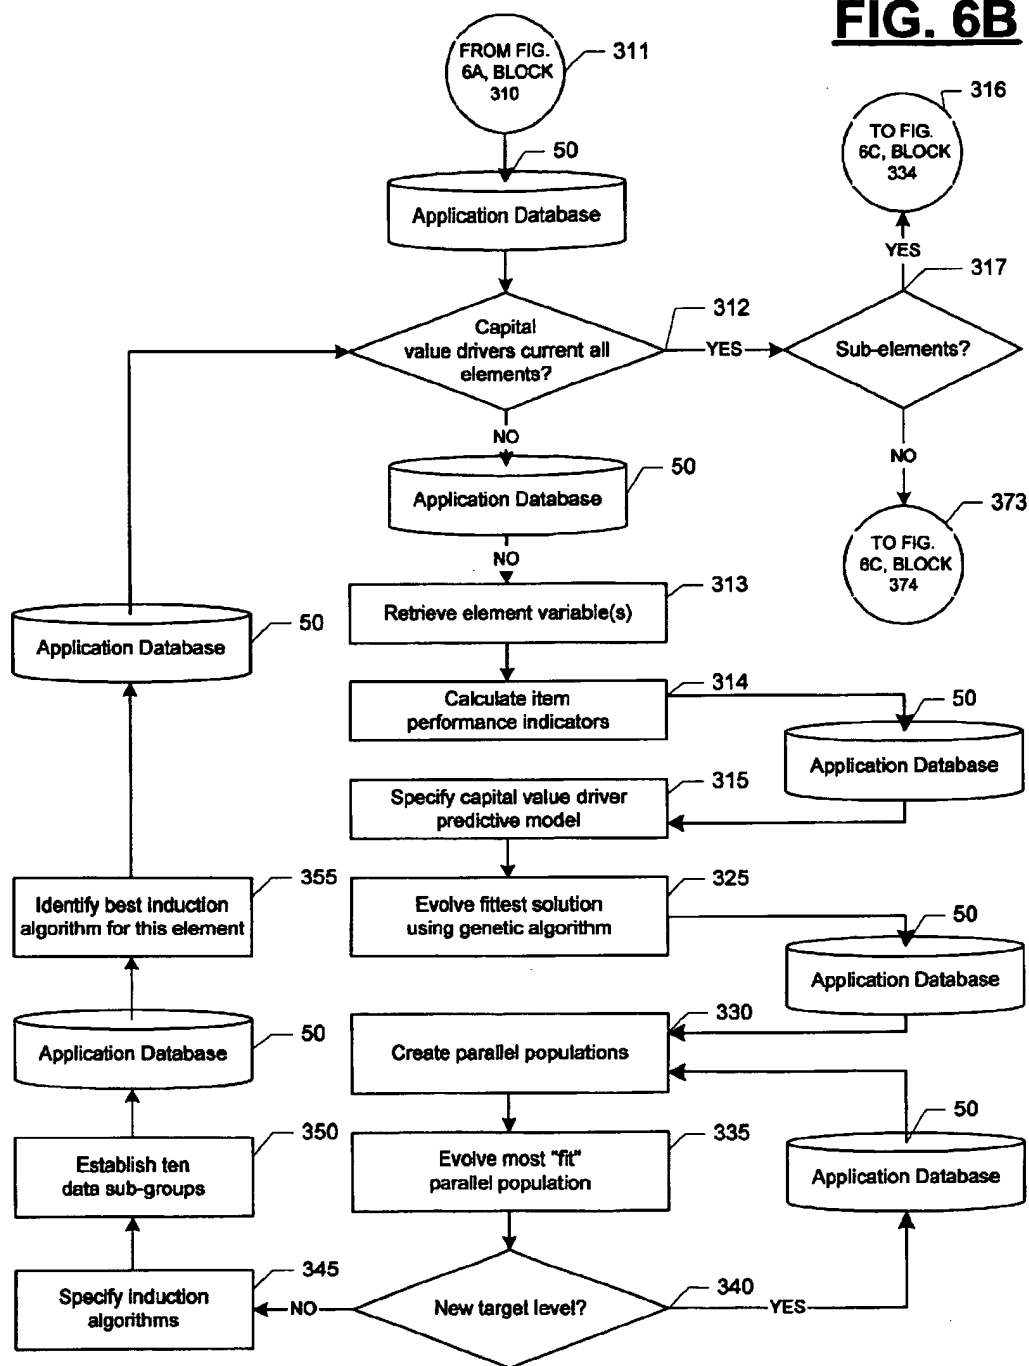 FIG. 6B
FROM FIG.
6A, BLOCK
310
311
50
Application Database
316
TO FIG.
6C, BLOCK
334
YES
317
Sub-elements?
312
Capital
value drivers current all
elements?
YES
NO
50
Application Database
NO
NO
373
TO FIG.
6C, BLOCK
374
313
Retrieve element variable(s)
50
Application Database
314
Calculate item
performance indicators
50
Application Database
315
Specify capital value driver
predictive model
355
Identify best induction
algorithm for this element
325
Evolve fittest solution
using genetic algorithm
50
Application Database
330
Create parallel populations
50
Application Database
350
Establish ten
data sub-groups
335
Evolve most "fit"
parallel population
50
Application Database
345
Specify induction
algorithms
NO
New target level?
340
YES